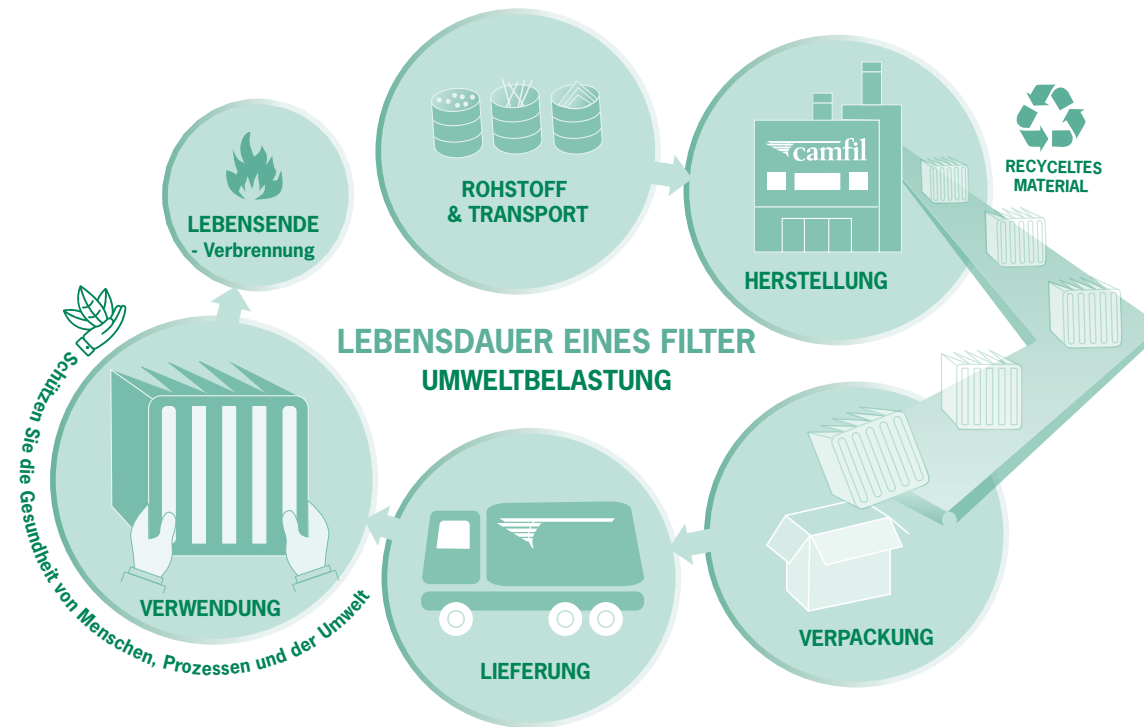 ROHSTOFF
& TRANSPORT
camfil
HERSTELLUNG
RECYCELTES
MATERIAL
LEBENSENDE
- Verbrennung
LEBENSDAUER EINES FILTER
UMWELTBELASTUNG
Schützen Sie die Gesundheit von Menschen, Prozessen und der Umwelt
VERWENDUNG
LIEFERUNG
VERPACKUNG